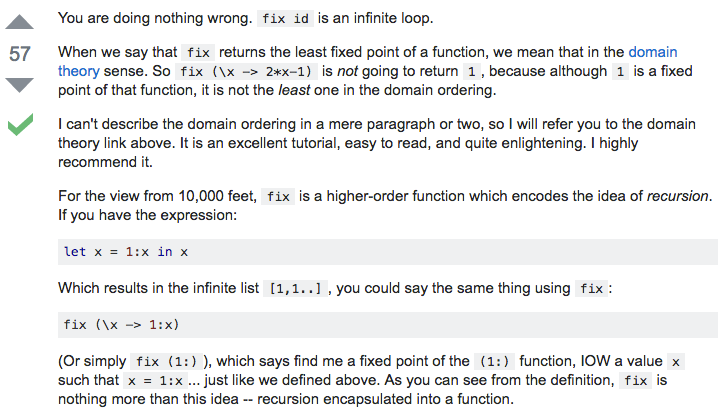 You are doing nothing wrong. fix id is an infinite loop.
57
When we say that fix returns the least fixed point of a function, we mean that in the domain
theory sense. So fix (\x -> 2*x-1) is not going to return 1 , because although 1 is a fixed
point of that function, it is not the least one in the domain ordering.
I can't describe the domain ordering in a mere paragraph or two, so I will refer you to the domain
theory link above. It is an excellent tutorial, easy to read, and quite enlightening. I highly
recommend it.
For the view from 10,000 feet, fix is a higher-order function which encodes the idea of recursion.
If you have the expression:
let x = 1:x in x
Which results in the infinite list [1,1..] , you could say the same thing using fix :
fix (\x -> 1:x)
(Or simply fix (1:) ), which says find me a fixed point of the (1:) function, IOW a value x
such that x = 1:x ... just like we defined above. As you can see from the definition, fix is
nothing more than this idea -- recursion encapsulated into a function.